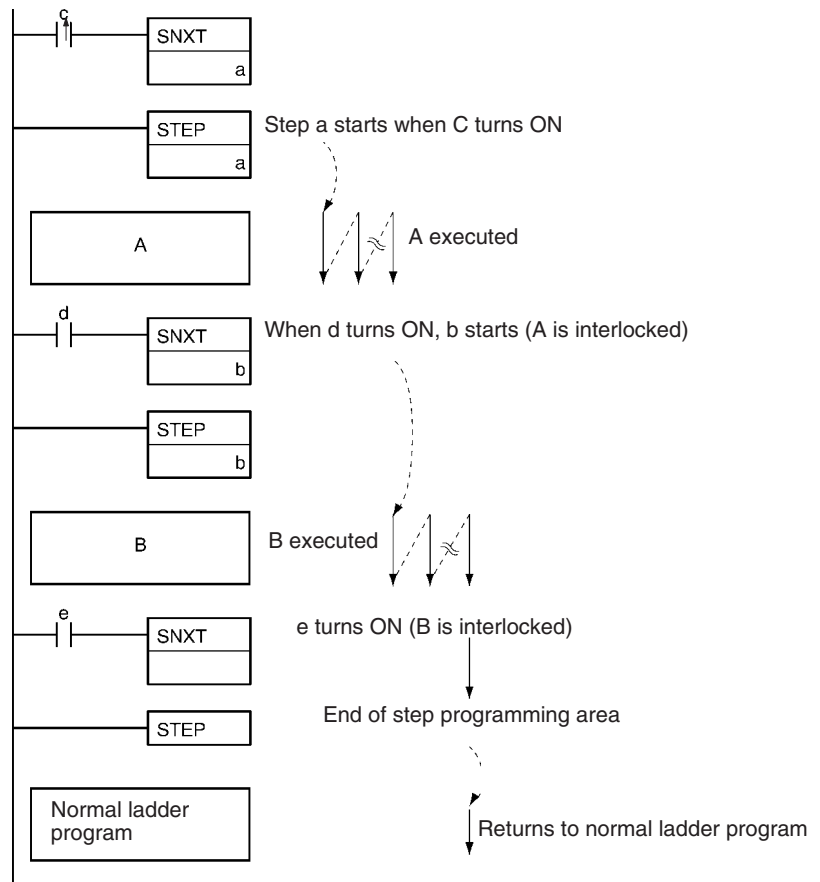 c
SNXT
a
STEP
Step a starts when C turns ON
a
A
A executed
d
SNXT
When d turns ON, b starts (A is interlocked)
b
STEP
b
B
B executed
e
SNXT
e turns ON (B is interlocked)
End of step programming area
STEP
Normal ladder
program
Returns to normal ladder program